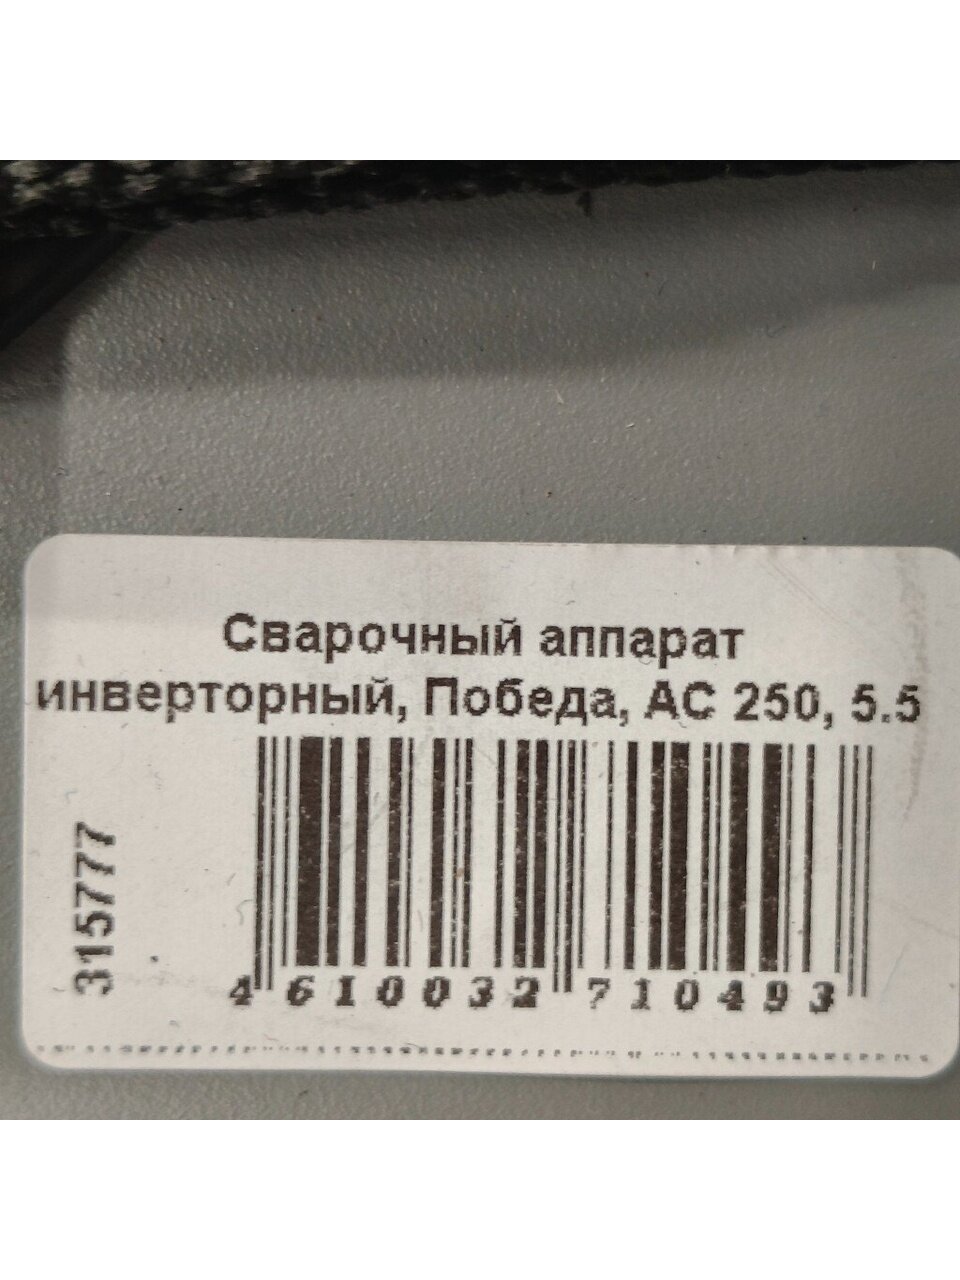 Сварочный аппарат
инверторный, Победа, АС 250, 5.5
315777
4 610032 710493